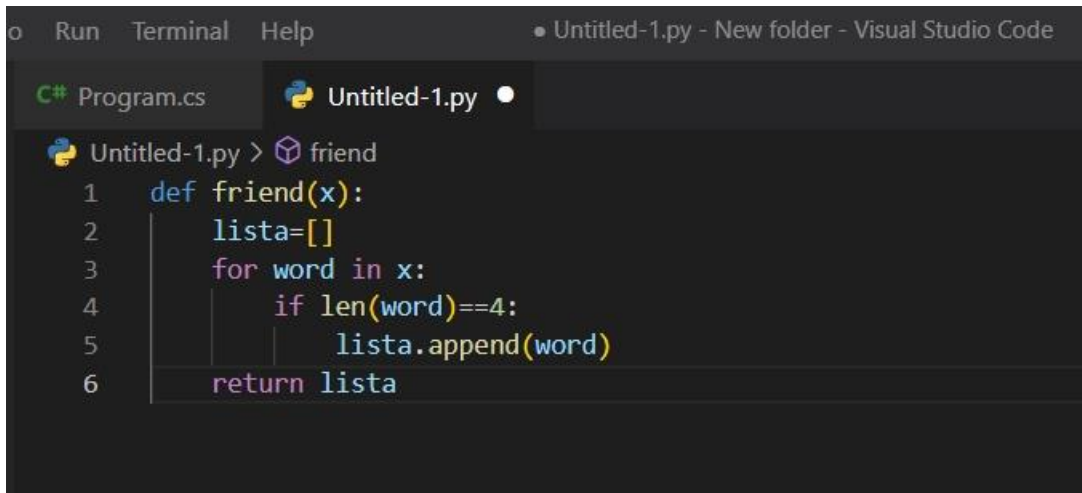 o Run Terminal Help ● Untitled-1.py - New folder - Visual Studio Code
C# Program.cs Untitled-1.py ●
Untitled-1.py > friend
1 def friend(x):
2     lista=[]
3     for word in x:
4         if len(word)==4:
5             lista.append(word)
6     return lista